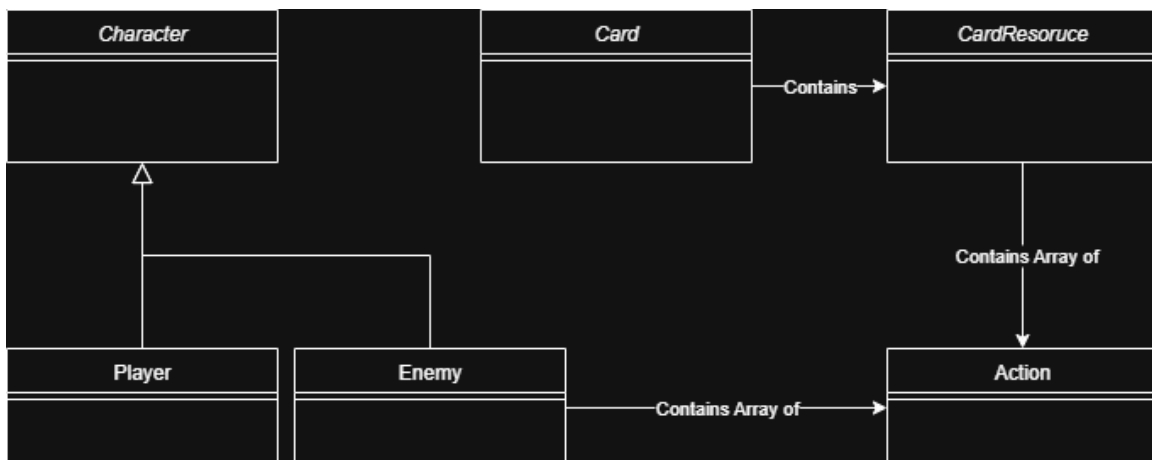 Character
Card
CardResoruce
Contains
Contains Array of
Player
Enemy
Action
Contains Array of